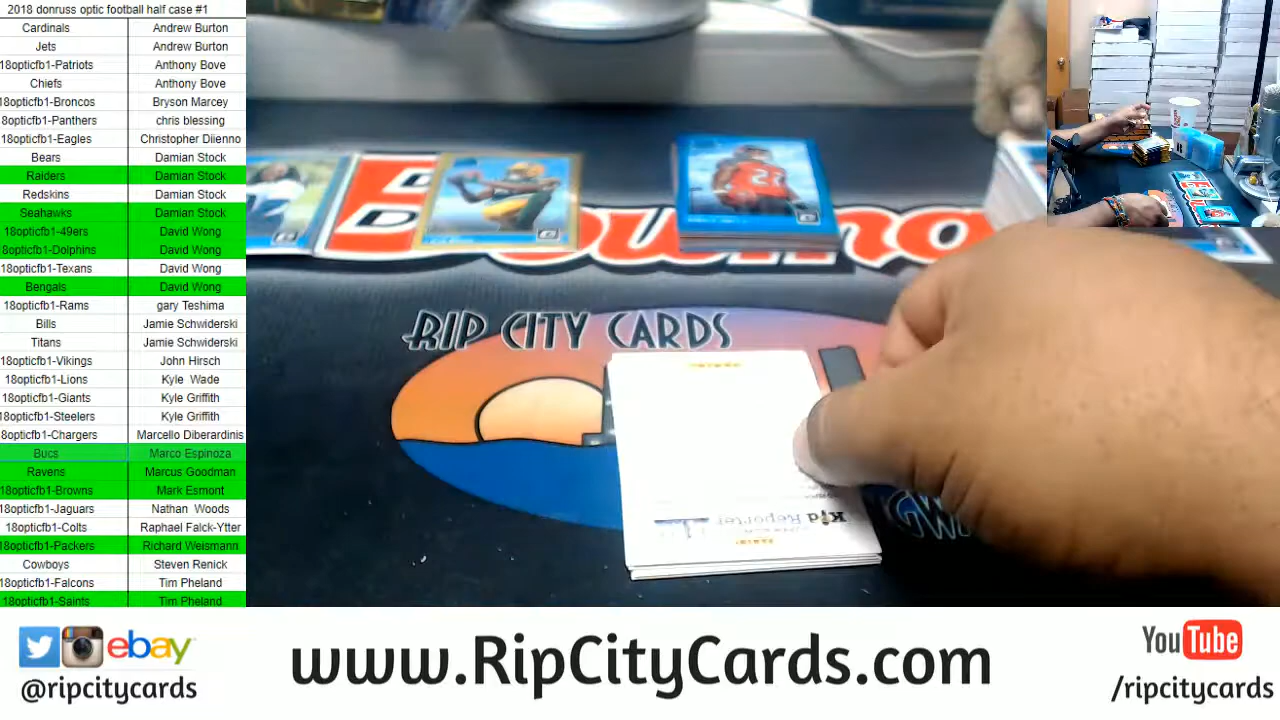 2018 donruss optic football half case #1
Cardinals Andrew Burton
Jets Andrew Burton
18opticfb1-Patriots Anthony Bove
Chiefs Anthony Bove
18opticfb1-Broncos Bryson Marcey
8opticfb1-Panthers chris blessing
18opticfb1-Eagles Christopher Diienno
Bears Damian Stock
Raiders Damian Stock
Redskins Damian Stock
Seahawks Damian Stock
18opticfb1-49ers David Wong
8opticfb1-Dolphins David Wong
18opticfb1-Texans David Wong
Bengals David Wong
18opticfb1-Rams gary Teshima
Bills Jamie Schwiderski
Titans Jamie Schwiderski
18opticfb1-Vikings John Hirsch
18opticfb1-Lions Kyle Wade
18opticfb1-Giants Kyle Griffith
18opticfb1-Steelers Kyle Griffith
8opticfb1-Chargers Marcello Diberardinis
Bucs Marco Espinoza
Ravens Marcus Goodman
18opticfb1-Browns Mark Esmont
18opticfb1-Jaguars Nathan Woods
18opticfb1-Colts Raphael Falck-Ytter
18opticfb1-Packers Richard Weismann
Cowboys Steven Renick
18opticfb1-Falcons Tim Pheland
18opticfb1-Saints Tim Pheland
RIP CITY CARDS
Kid Reporter
PANINI
ebay
@ripcitycards
www.RipCityCards.com
YouTube
/ripcitycards